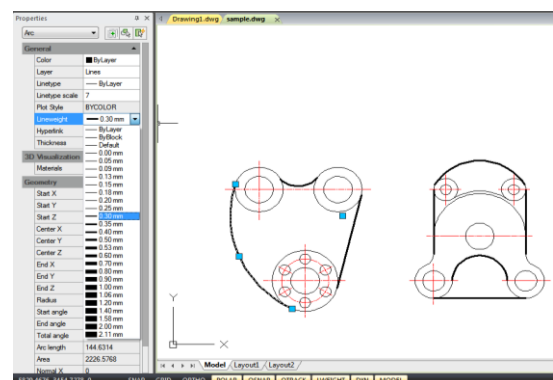 Properties
Drawing1.dwg sample.dwg
Arc
General
Color ByLayer
Layer Lines
Linetype ByLayer
Linetype scale 7
Plot Style BYCOLOR
Lineweight 0.30 mm
Hyperlink
Thickness
3D Visualization
Materials
Geometry
Start X
Start Y
Start Z
Center X
Center Y
Center Z
End X
End Y
End Z
Radius
Start angle
End angle
Total angle
ByLayer
ByBlock
Default
0.00 mm
0.05 mm
0.09 mm
0.13 mm
0.15 mm
0.18 mm
0.20 mm
0.25 mm
0.30 mm
0.35 mm
0.40 mm
0.50 mm
0.53 mm
0.60 mm
0.70 mm
0.80 mm
0.90 mm
1.00 mm
1.06 mm
1.20 mm
1.40 mm
1.58 mm
2.00 mm
2.11 mm
Arc length 144.6314
Area 2226.5768
Normal X 0
Y
X
Model Layout1 Layout2
SNAP GRID ORTHO POLAR OSNAP OTRACK LWEIGHT DYN MODEL